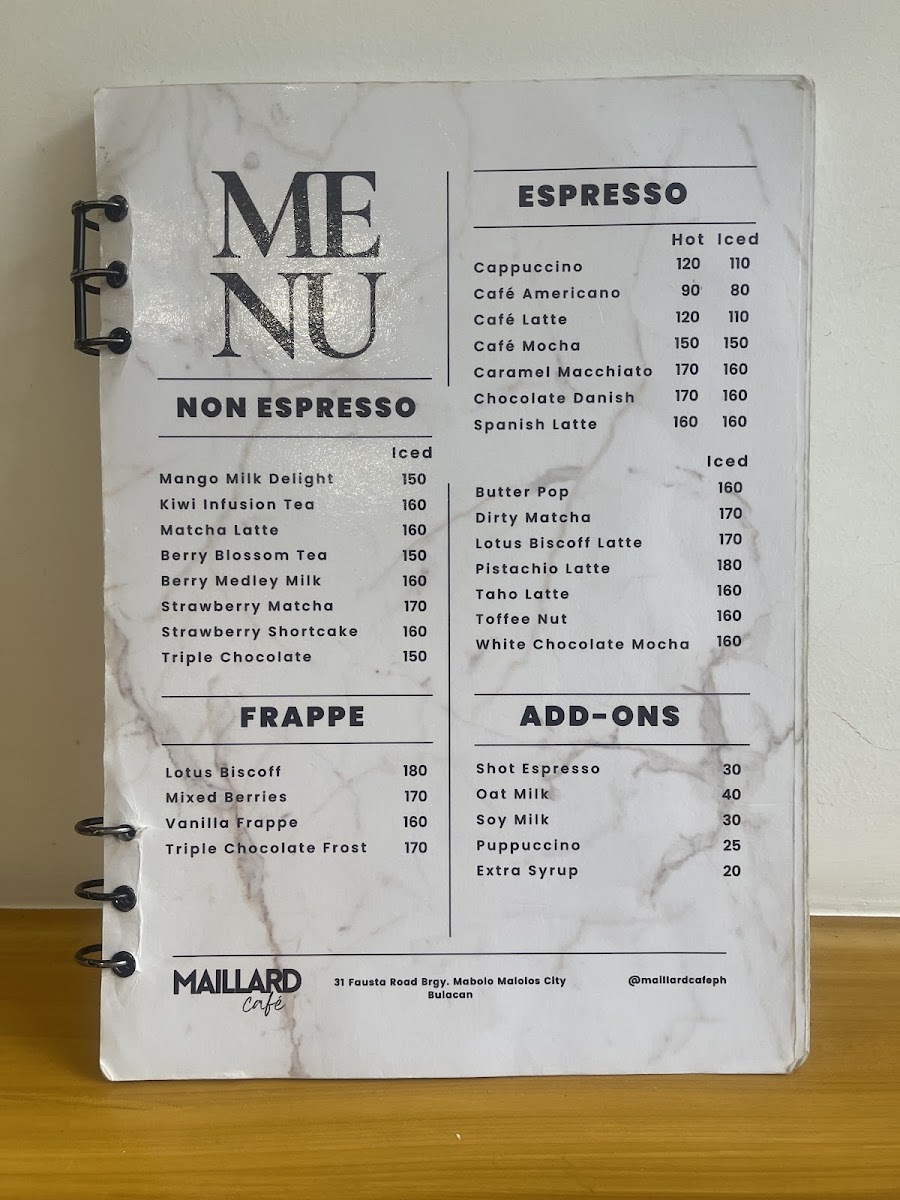 ME
NU
NON ESPRESSO
Iced
Mango Milk Delight 150
Kiwi Infusion Tea 160
Matcha Latte 160
Berry Blossom Tea 150
Berry Medley Milk 160
Strawberry Matcha 170
Strawberry Shortcake 160
Triple Chocolate 150
FRAPPE
Lotus Biscoff 180
Mixed Berries 170
Vanilla Frappe 160
Triple Chocolate Frost 170
ESPRESSO
Hot Iced
Cappuccino 120 110
Café Americano 90 80
Café Latte 120 110
Café Mocha 150 150
Caramel Macchiato 170 160
Chocolate Danish 170 160
Spanish Latte 160 160
Iced
Butter Pop 160
Dirty Matcha 170
Lotus Biscoff Latte 170
Pistachio Latte 180
Taho Latte 160
Toffee Nut 160
White Chocolate Mocha 160
ADD-ONS
Shot Espresso 30
Oat Milk 40
Soy Milk 30
Puppuccino 25
Extra Syrup 20
MAILLARD
café
31 Fausta Road Brgy. Mabolo Malolos City
Bulacan
@maillardcafeph